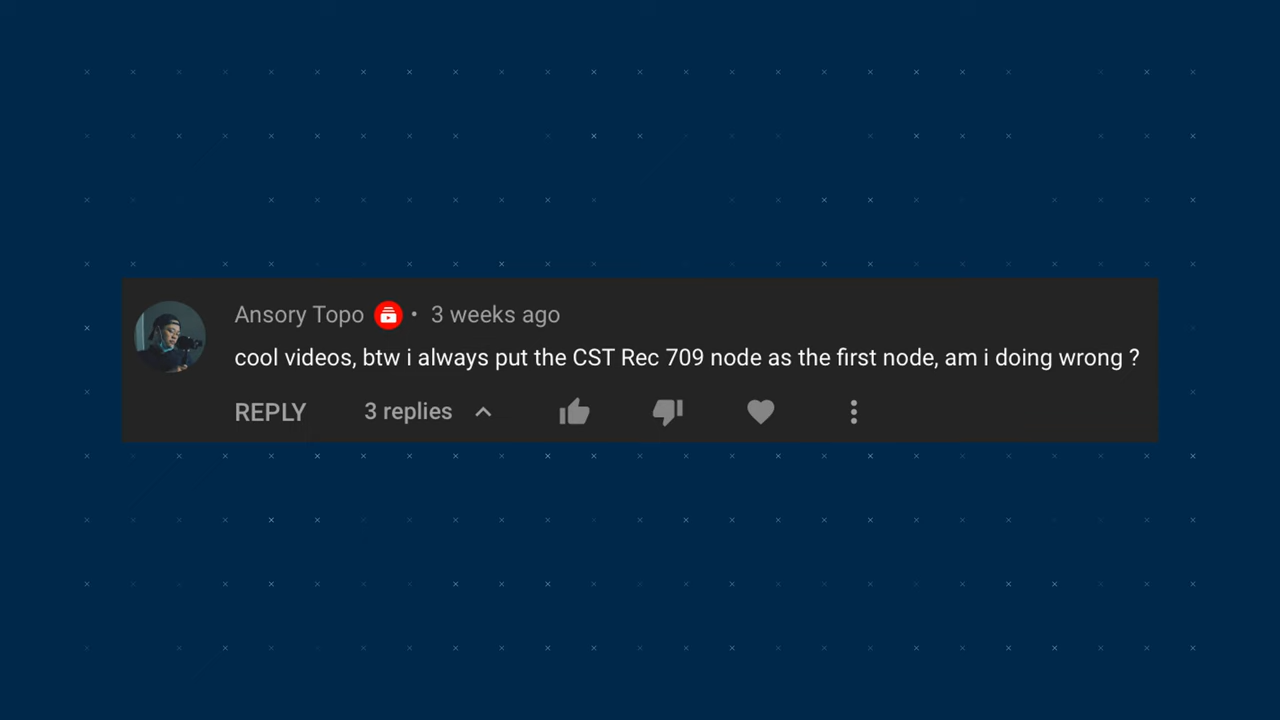 Ansory Topo • 3 weeks ago
cool videos, btw i always put the CST Rec 709 node as the first node, am i doing wrong ?
REPLY 3 replies